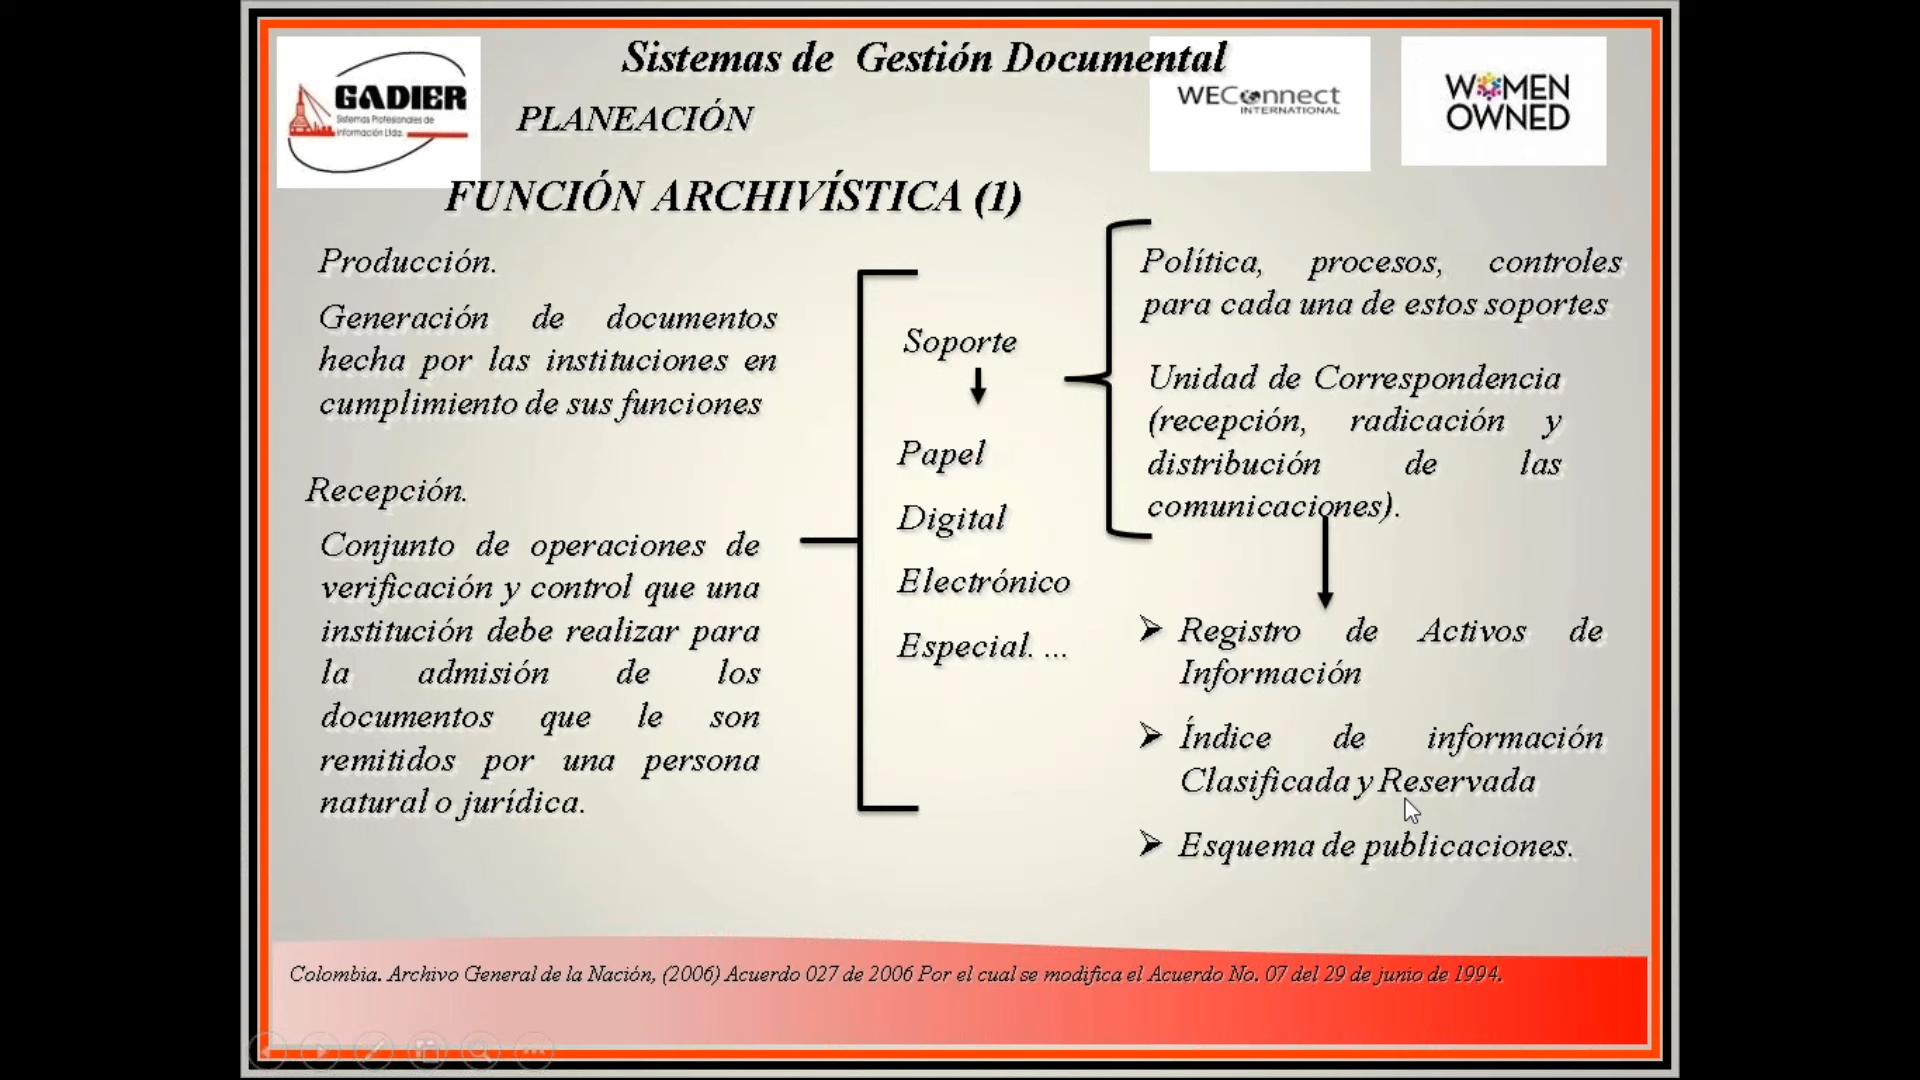 Sistemas de Gestión Documental
GADIER
Sistemas Profesionales de
información Ltda.
WEConnect
INTERNATIONAL
WOMEN
OWNED
PLANEACIÓN
FUNCIÓN ARCHIVÍSTICA (1)
Producción.
Generación de documentos
hecha por las instituciones en
cumplimiento de sus funciones
Recepción.
Conjunto de operaciones de
verificación y control que una
institución debe realizar para
la admisión de los
documentos que le son
remitidos por una persona
natural o jurídica.
Soporte
Papel
Digital
Electrónico
Especial. ...
Política, procesos, controles
para cada una de estos soportes
Unidad de Correspondencia
(recepción, radicación y
distribución de las
comunicaciones).
Registro de Activos de
Información
Índice de información
Clasificada y Reservada
Esquema de publicaciones.
Colombia. Archivo General de la Nación, (2006) Acuerdo 027 de 2006 Por el cual se modifica el Acuerdo No. 07 del 29 de junio de 1994.